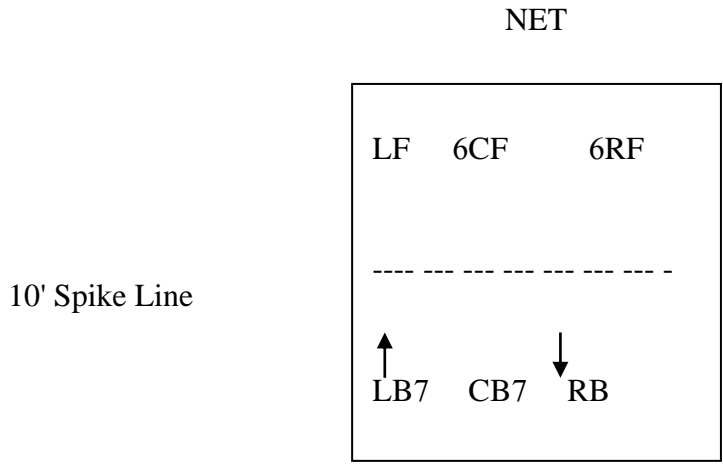 NET
LF 6CF 6RF
---- --- --- --- --- --- --- -
10' Spike Line
LB7 CB7 RB